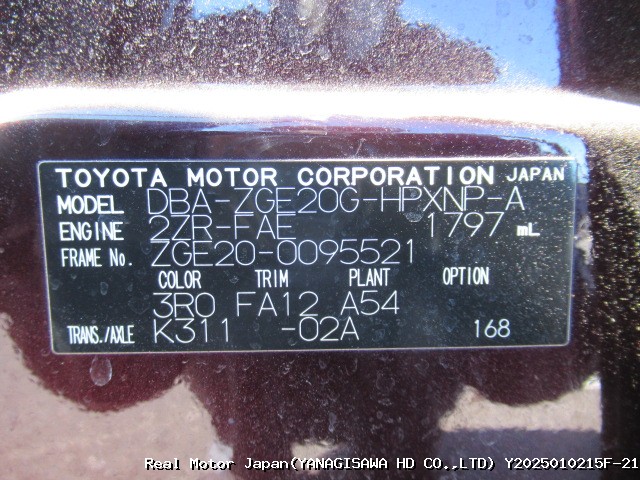 TOYOTA MOTOR CORPORATION JAPAN
MODEL DBA-ZGE20G-HPXNP-A
ENGINE 2ZR-FAE 1797 mL
FRAME No. ZGE20-0095521
COLOR TRIM PLANT OPTION
3R0 FA12 A54
TRANS./AXLE K311 -02A 168
Real Motor Japan(YANAGISAWA HD CO.,LTD) Y2025010215F-21